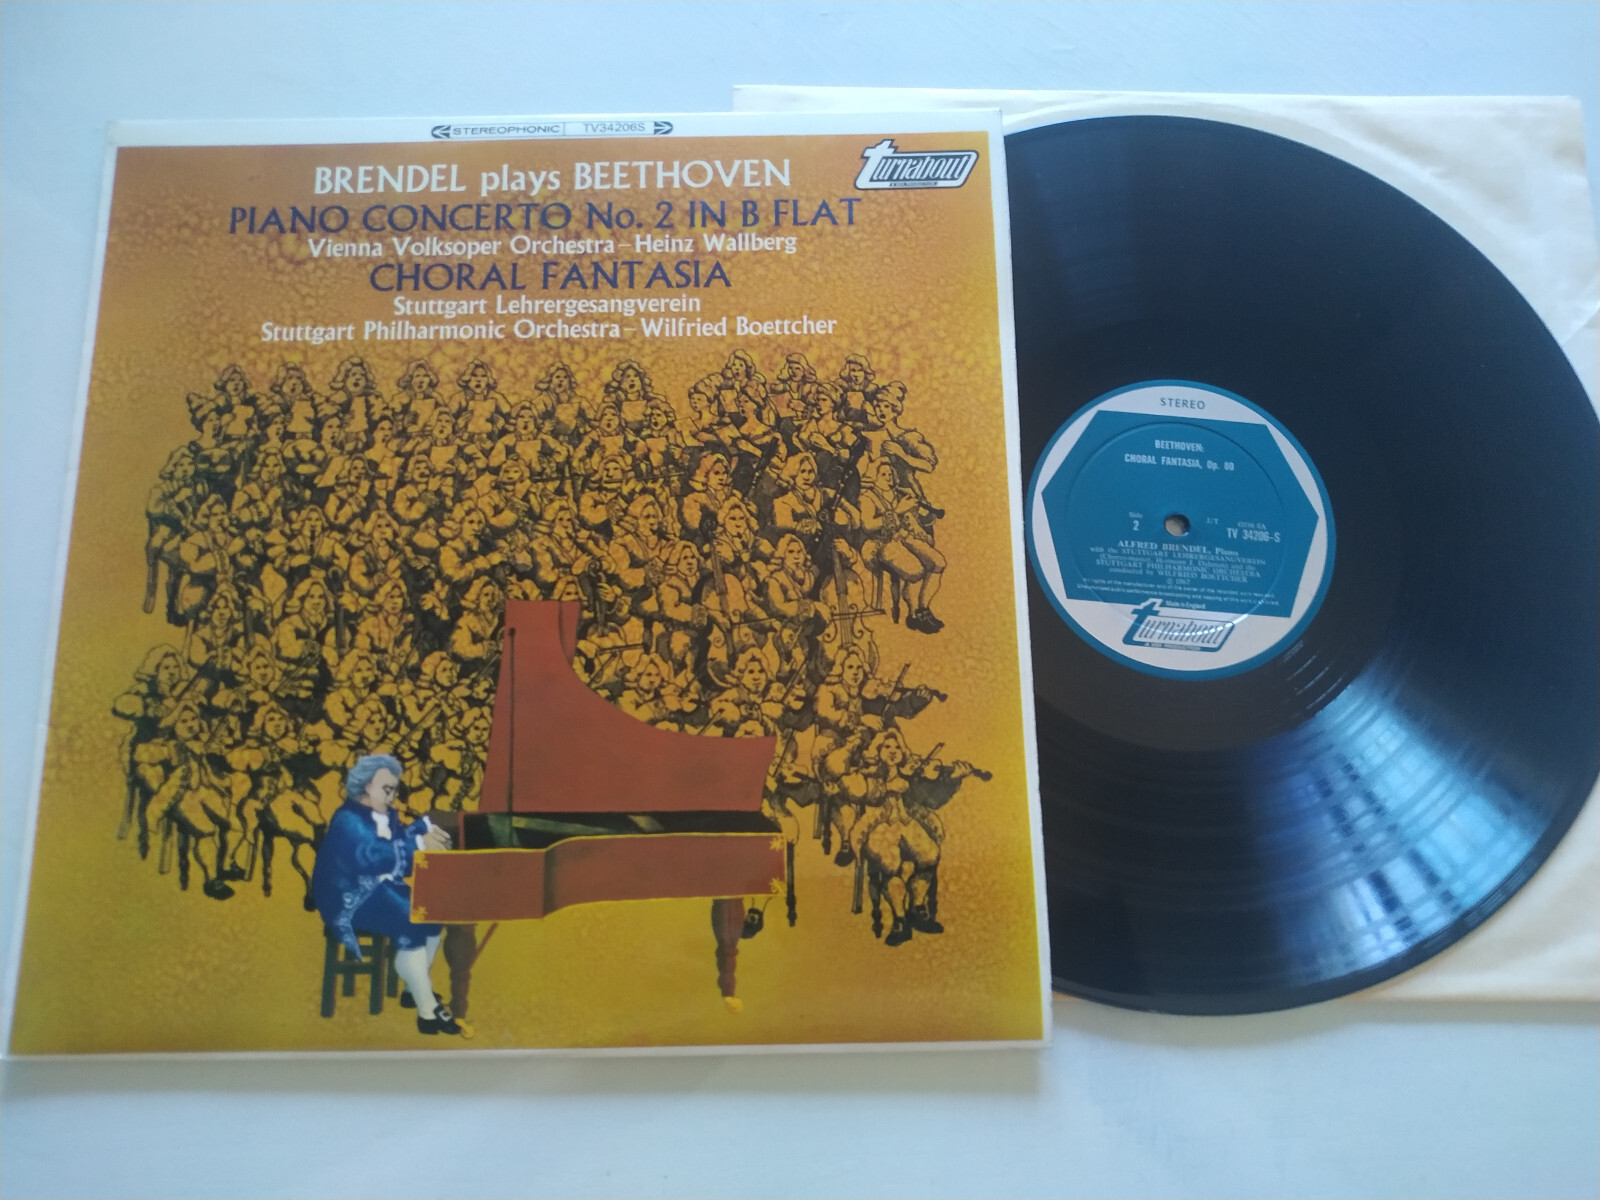 STEREOPHONIC TV34206S
turnabout
BRENDEL plays BEETHOVEN
PIANO CONCERTO No. 2 IN B FLAT
Vienna Volksoper Orchestra–Heinz Wallberg
CHORAL FANTASIA
Stuttgart Lehrergesangverein
Stuttgart Philharmonic Orchestra–Wilfried Boettcher
STEREO
BEETHOVEN:
CHORAL FANTASIA, Op. 80
Side
2
TV 34206-S
ALFRED BRENDEL, Piano
with the STUTTGART LEHRERGESANGVEREIN
STUTTGART PHILHARMONIC ORCHESTRA
conducted by WILFRIED BOETTCHER
℗ 1967
Made in England
turnabout